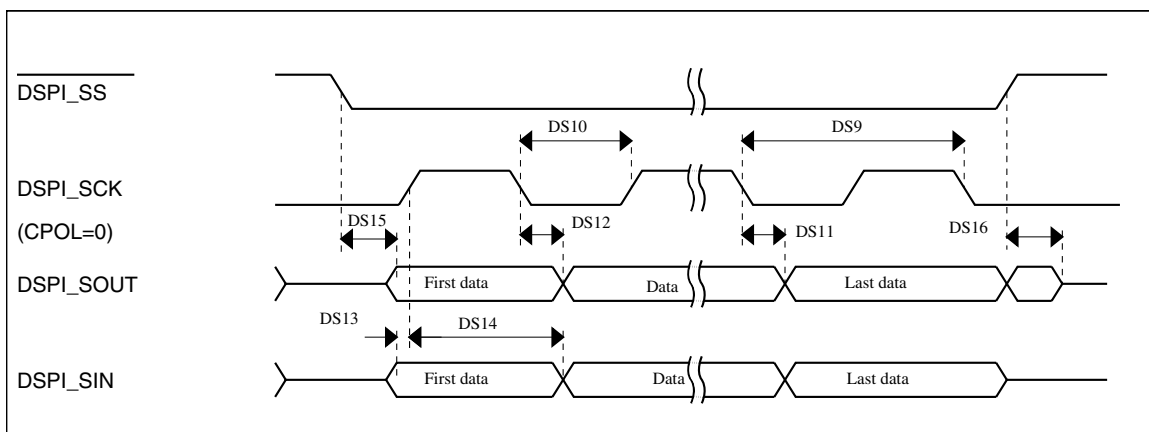 DSPI_SS
DS10
DS9
DSPI_SCK
DS15
DS12
DS11
DS16
(CPOL=0)
DSPI_SOUT
First data
Data
Last data
DS13
DS14
DSPI_SIN
First data
Data
Last data